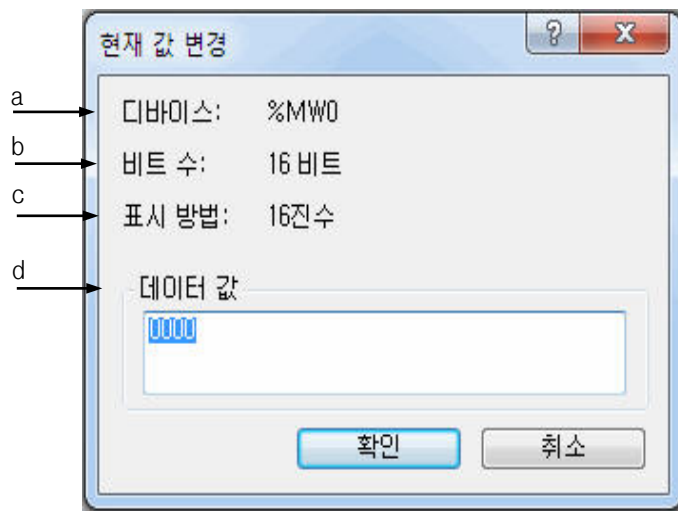 현재 값 변경
a 디바이스: %MW0
b 비트 수: 16 비트
c 표시 방법: 16진수
d 데이터 값
0000
확인 취소